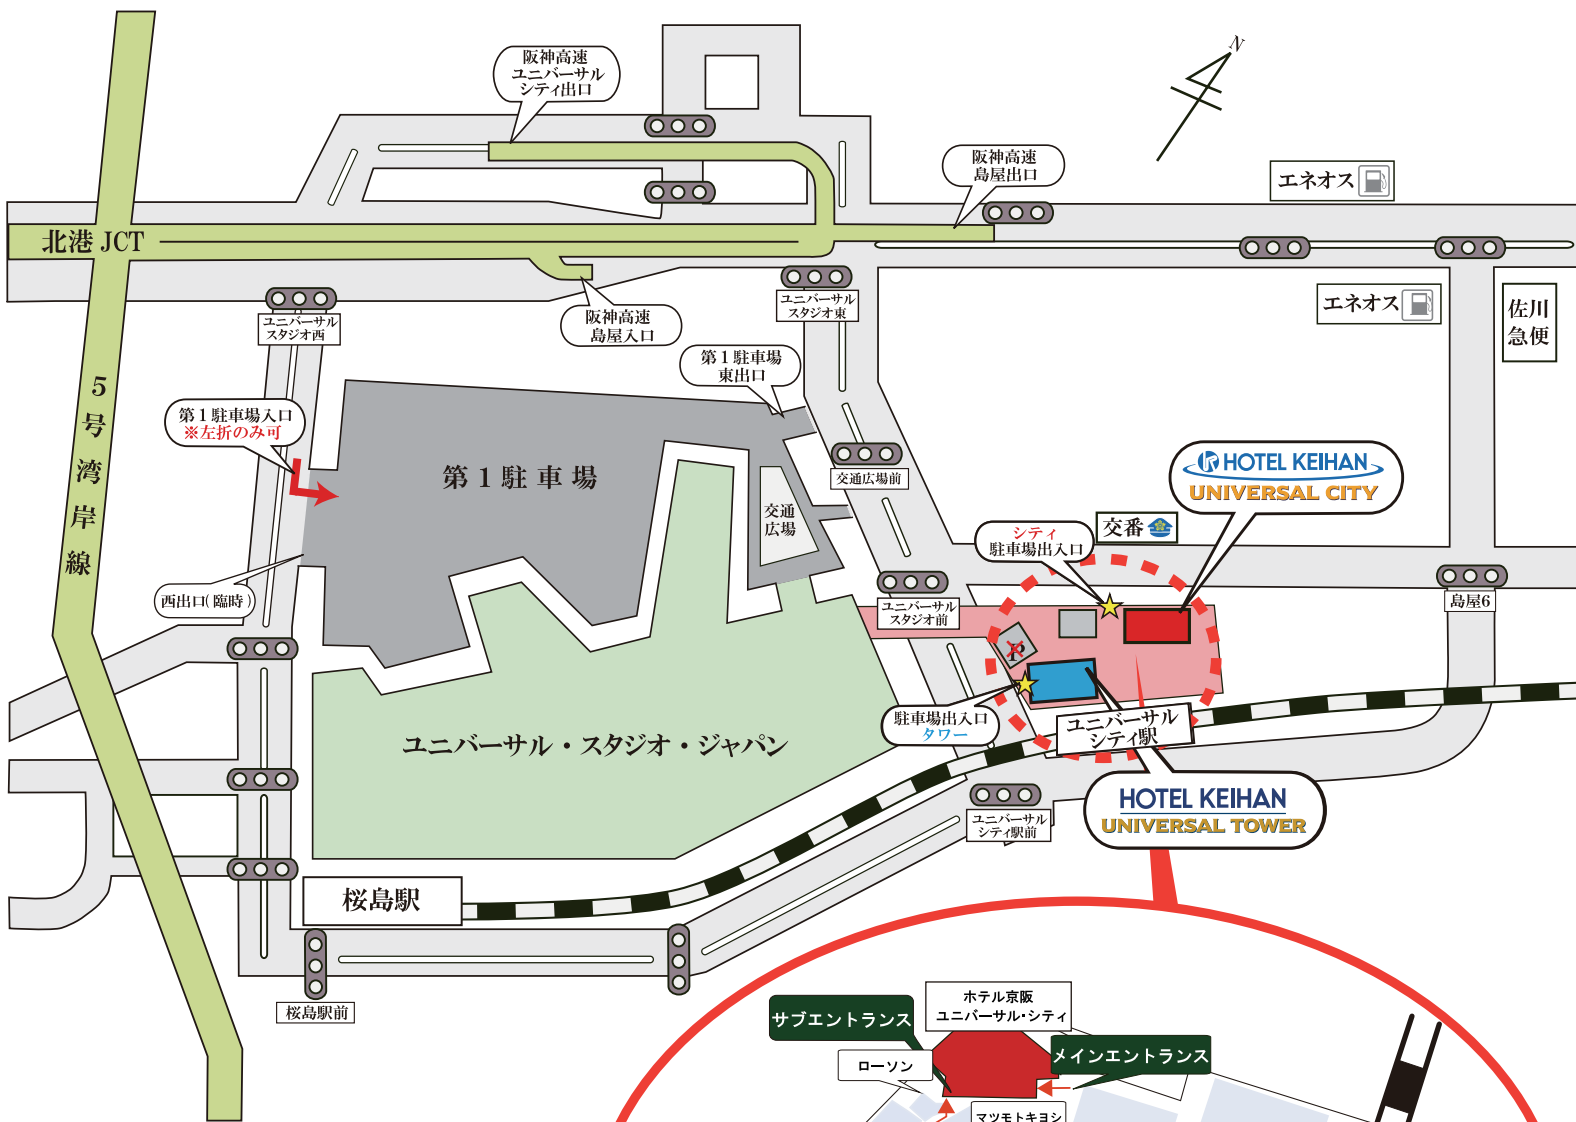 阪神高速
ユニバーサル
シティ出口
N
阪神高速
島屋出口
エネオス
北港 JCT
阪神高速
島屋入口
ユニバーサル
スタジオ西
ユニバーサル
スタジオ東
エネオス
佐川
急便
第1駐車場
東出口
5号湾岸線
第1駐車場入口
※左折のみ可
第1駐車場
交通広場前
HOTEL KEIHAN
UNIVERSAL CITY
交通
広場
シティ
駐車場出入口
交番
西出口(臨時)
ユニバーサル
スタジオ前
島屋6
P
駐車場出入口
タワー
ユニバーサル
シティ駅
ユニバーサル・スタジオ・ジャパン
HOTEL KEIHAN
UNIVERSAL TOWER
ユニバーサル
シティ駅前
桜島駅
桜島駅前
ホテル京阪
ユニバーサル・シティ
サブエントランス
メインエントランス
ローソン
マツモトキヨシ